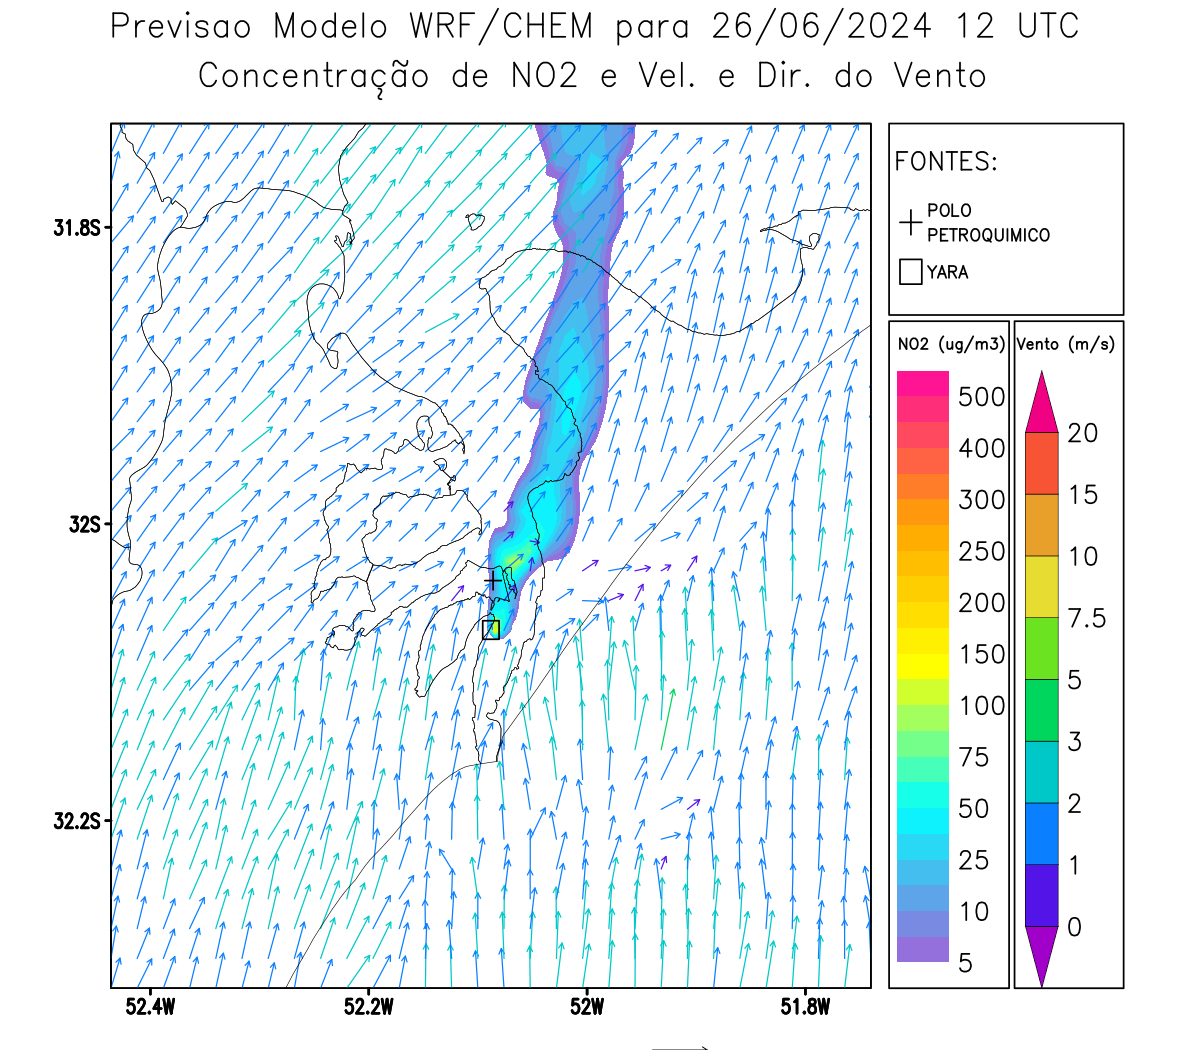 Previsao Modelo WRF/CHEM para 26/06/2024 12 UTC
Concentração de NO2 e Vel. e Dir. do Vento
FONTES:
POLO
PETROQUIMICO
YARA
NO2 (ug/m3)
500
400
300
250
200
150
100
75
50
25
10
5
Vento (m/s)
20
15
10
7.5
5
3
2
1
0
31.8S
32S
32.2S
52.4W
52.2W
52W
51.8W